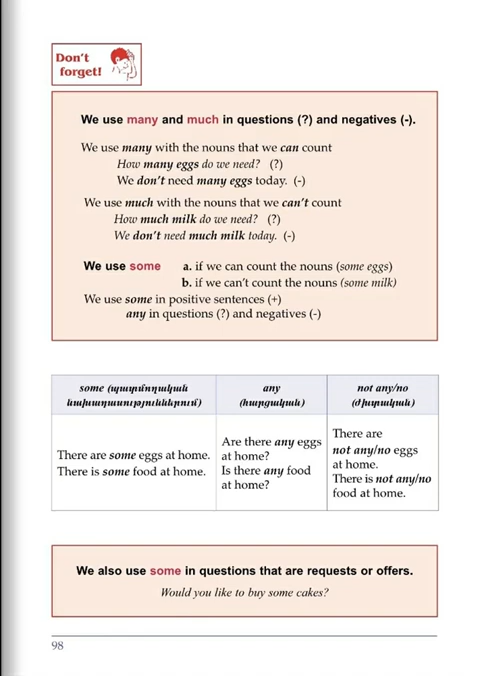 Don't
forget!
We use many and much in questions (?) and negatives (-).
We use many with the nouns that we can count
How many eggs do we need? (?)
We don't need many eggs today. (-)
We use much with the nouns that we can't count
How much milk do we need? (?)
We don't need much milk today. (-)
We use some a. if we can count the nouns (some eggs)
b. if we can't count the nouns (some milk)
We use some in positive sentences (+)
any in questions (?) and negatives (-)
some (պատմողական
նախադասություններում)
any
(հարցական)
not any/no
(ժխտական)
There are some eggs at home.
There is some food at home.
Are there any eggs
at home?
Is there any food
at home?
There are
not any/no eggs
at home.
There is not any/no
food at home.
We also use some in questions that are requests or offers.
Would you like to buy some cakes?
98